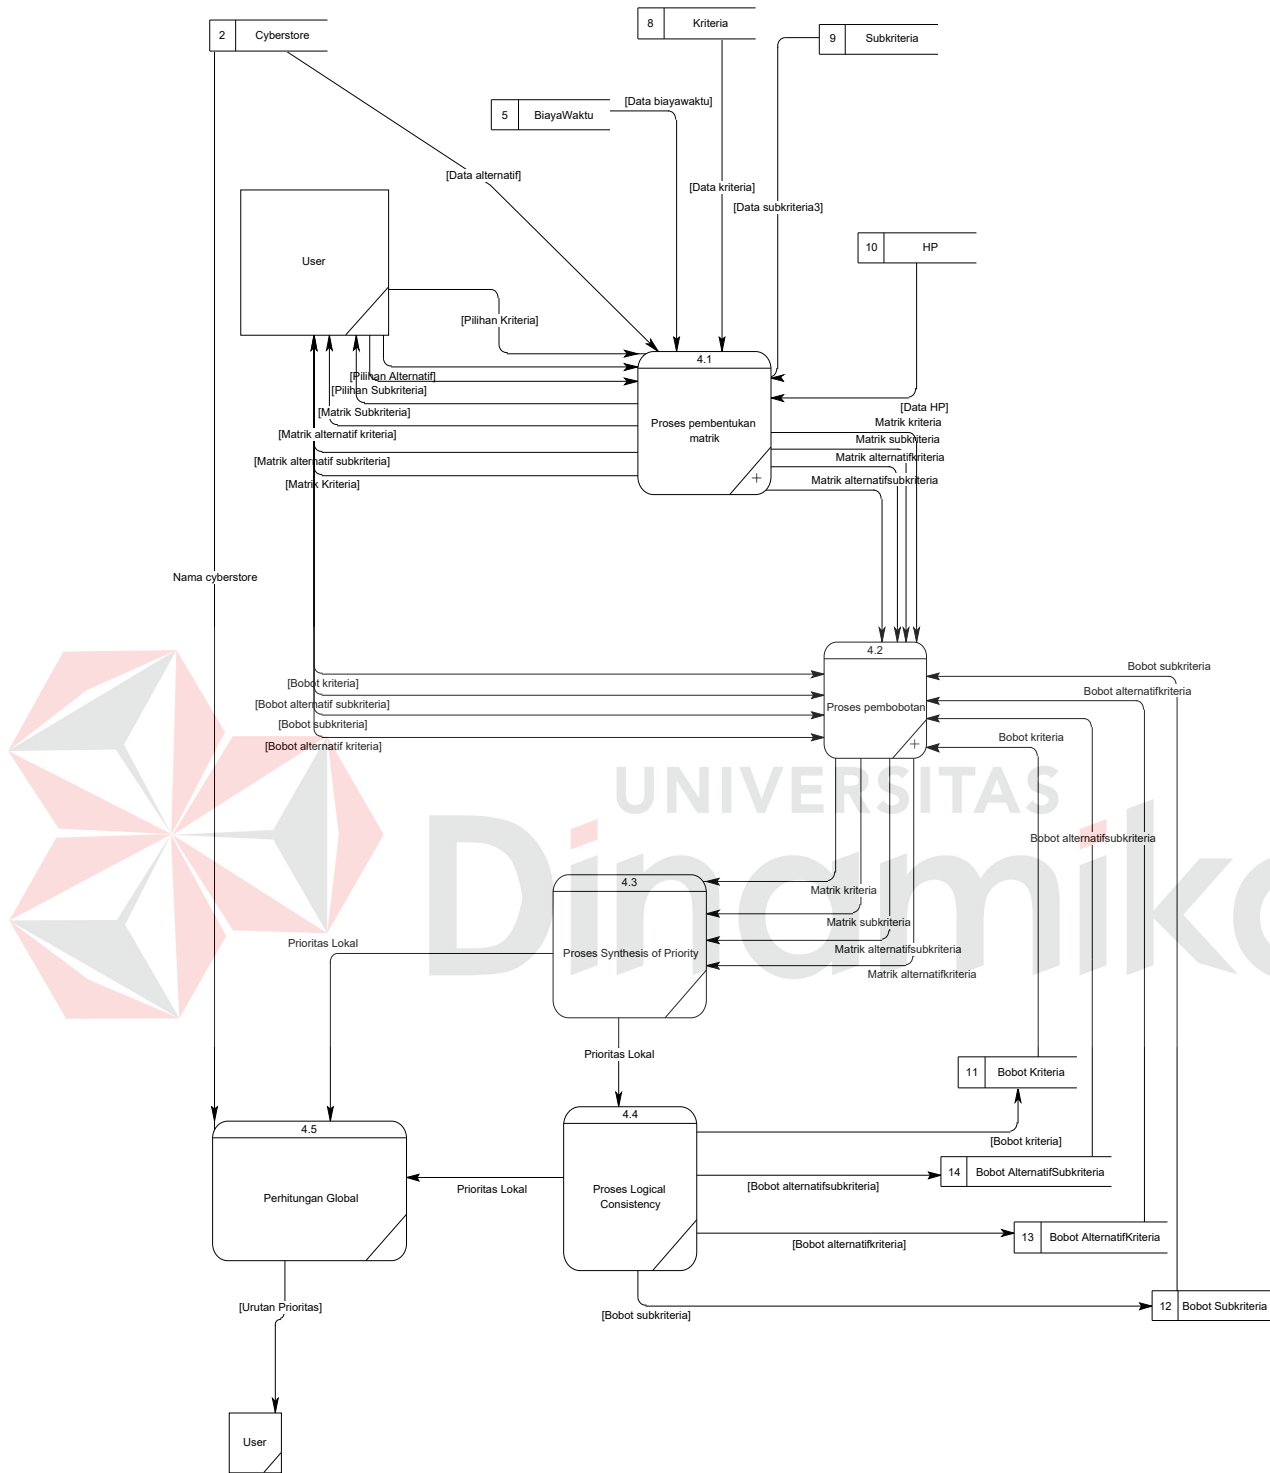 2 Cyberstore
8 Kriteria
9 Subkriteria
5 BiayaWaktu
[Data biayawaktu]
[Data alternatif]
[Data kriteria]
[Data subkriteria3]
10 HP
User
[Pilihan Kriteria]
4.1
Proses pembentukan
matrik
[Pilihan Alternatif]
[Pilihan Subkriteria]
[Matrik Subkriteria]
[Matrik alternatif kriteria]
[Matrik alternatif subkriteria]
[Matrik Kriteria]
[Data HP]
Matrik kriteria
Matrik subkriteria
Matrik alternatifkriteria
Matrik alternatifsubkriteria
Nama cyberstore
4.2
Proses pembobotan
[Bobot kriteria]
[Bobot alternatif subkriteria]
[Bobot subkriteria]
[Bobot alternatif kriteria]
Bobot subkriteria
Bobot alternatifkriteria
Bobot kriteria
Bobot alternatifsubkriteria
UNIVERSITAS
Dinamika
4.3
Proses Synthesis of Priority
Matrik kriteria
Matrik subkriteria
Matrik alternatifsubkriteria
Matrik alternatifkriteria
Prioritas Lokal
Prioritas Lokal
11 Bobot Kriteria
4.4
Proses Logical
Consistency
4.5
Perhitungan Global
Prioritas Lokal
[Bobot kriteria]
14 Bobot AlternatifSubkriteria
[Bobot alternatifsubkriteria]
13 Bobot AlternatifKriteria
[Bobot alternatifkriteria]
12 Bobot Subkriteria
[Bobot subkriteria]
[Urutan Prioritas]
User